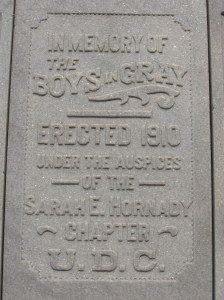 IN MEMORY OF
THE
BOYS IN GRAY
ERECTED 1910
UNDER THE AUSPICES
OF THE
SARAH E. HORNADY
CHAPTER
U.D.C.